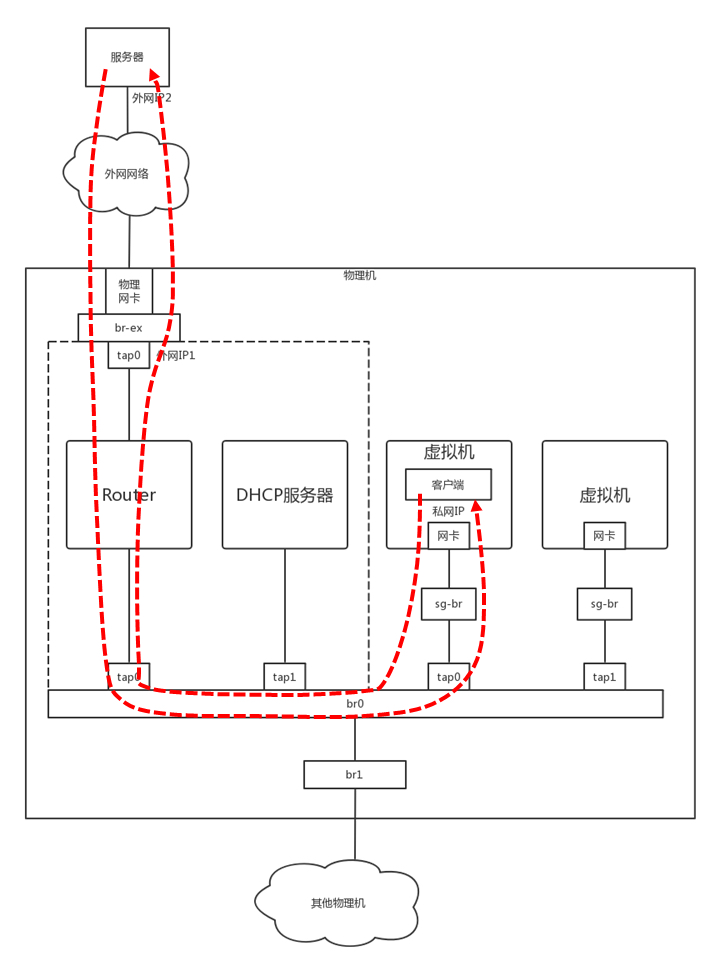 服务器
外网IP2
外网网络
物理机
物理
网卡
br-ex
tap0
外网IP1
Router
DHCP服务器
虚拟机
客户端
私网IP
网卡
虚拟机
网卡
sg-br
sg-br
tap0
tap1
tap0
tap1
br0
br1
其他物理机